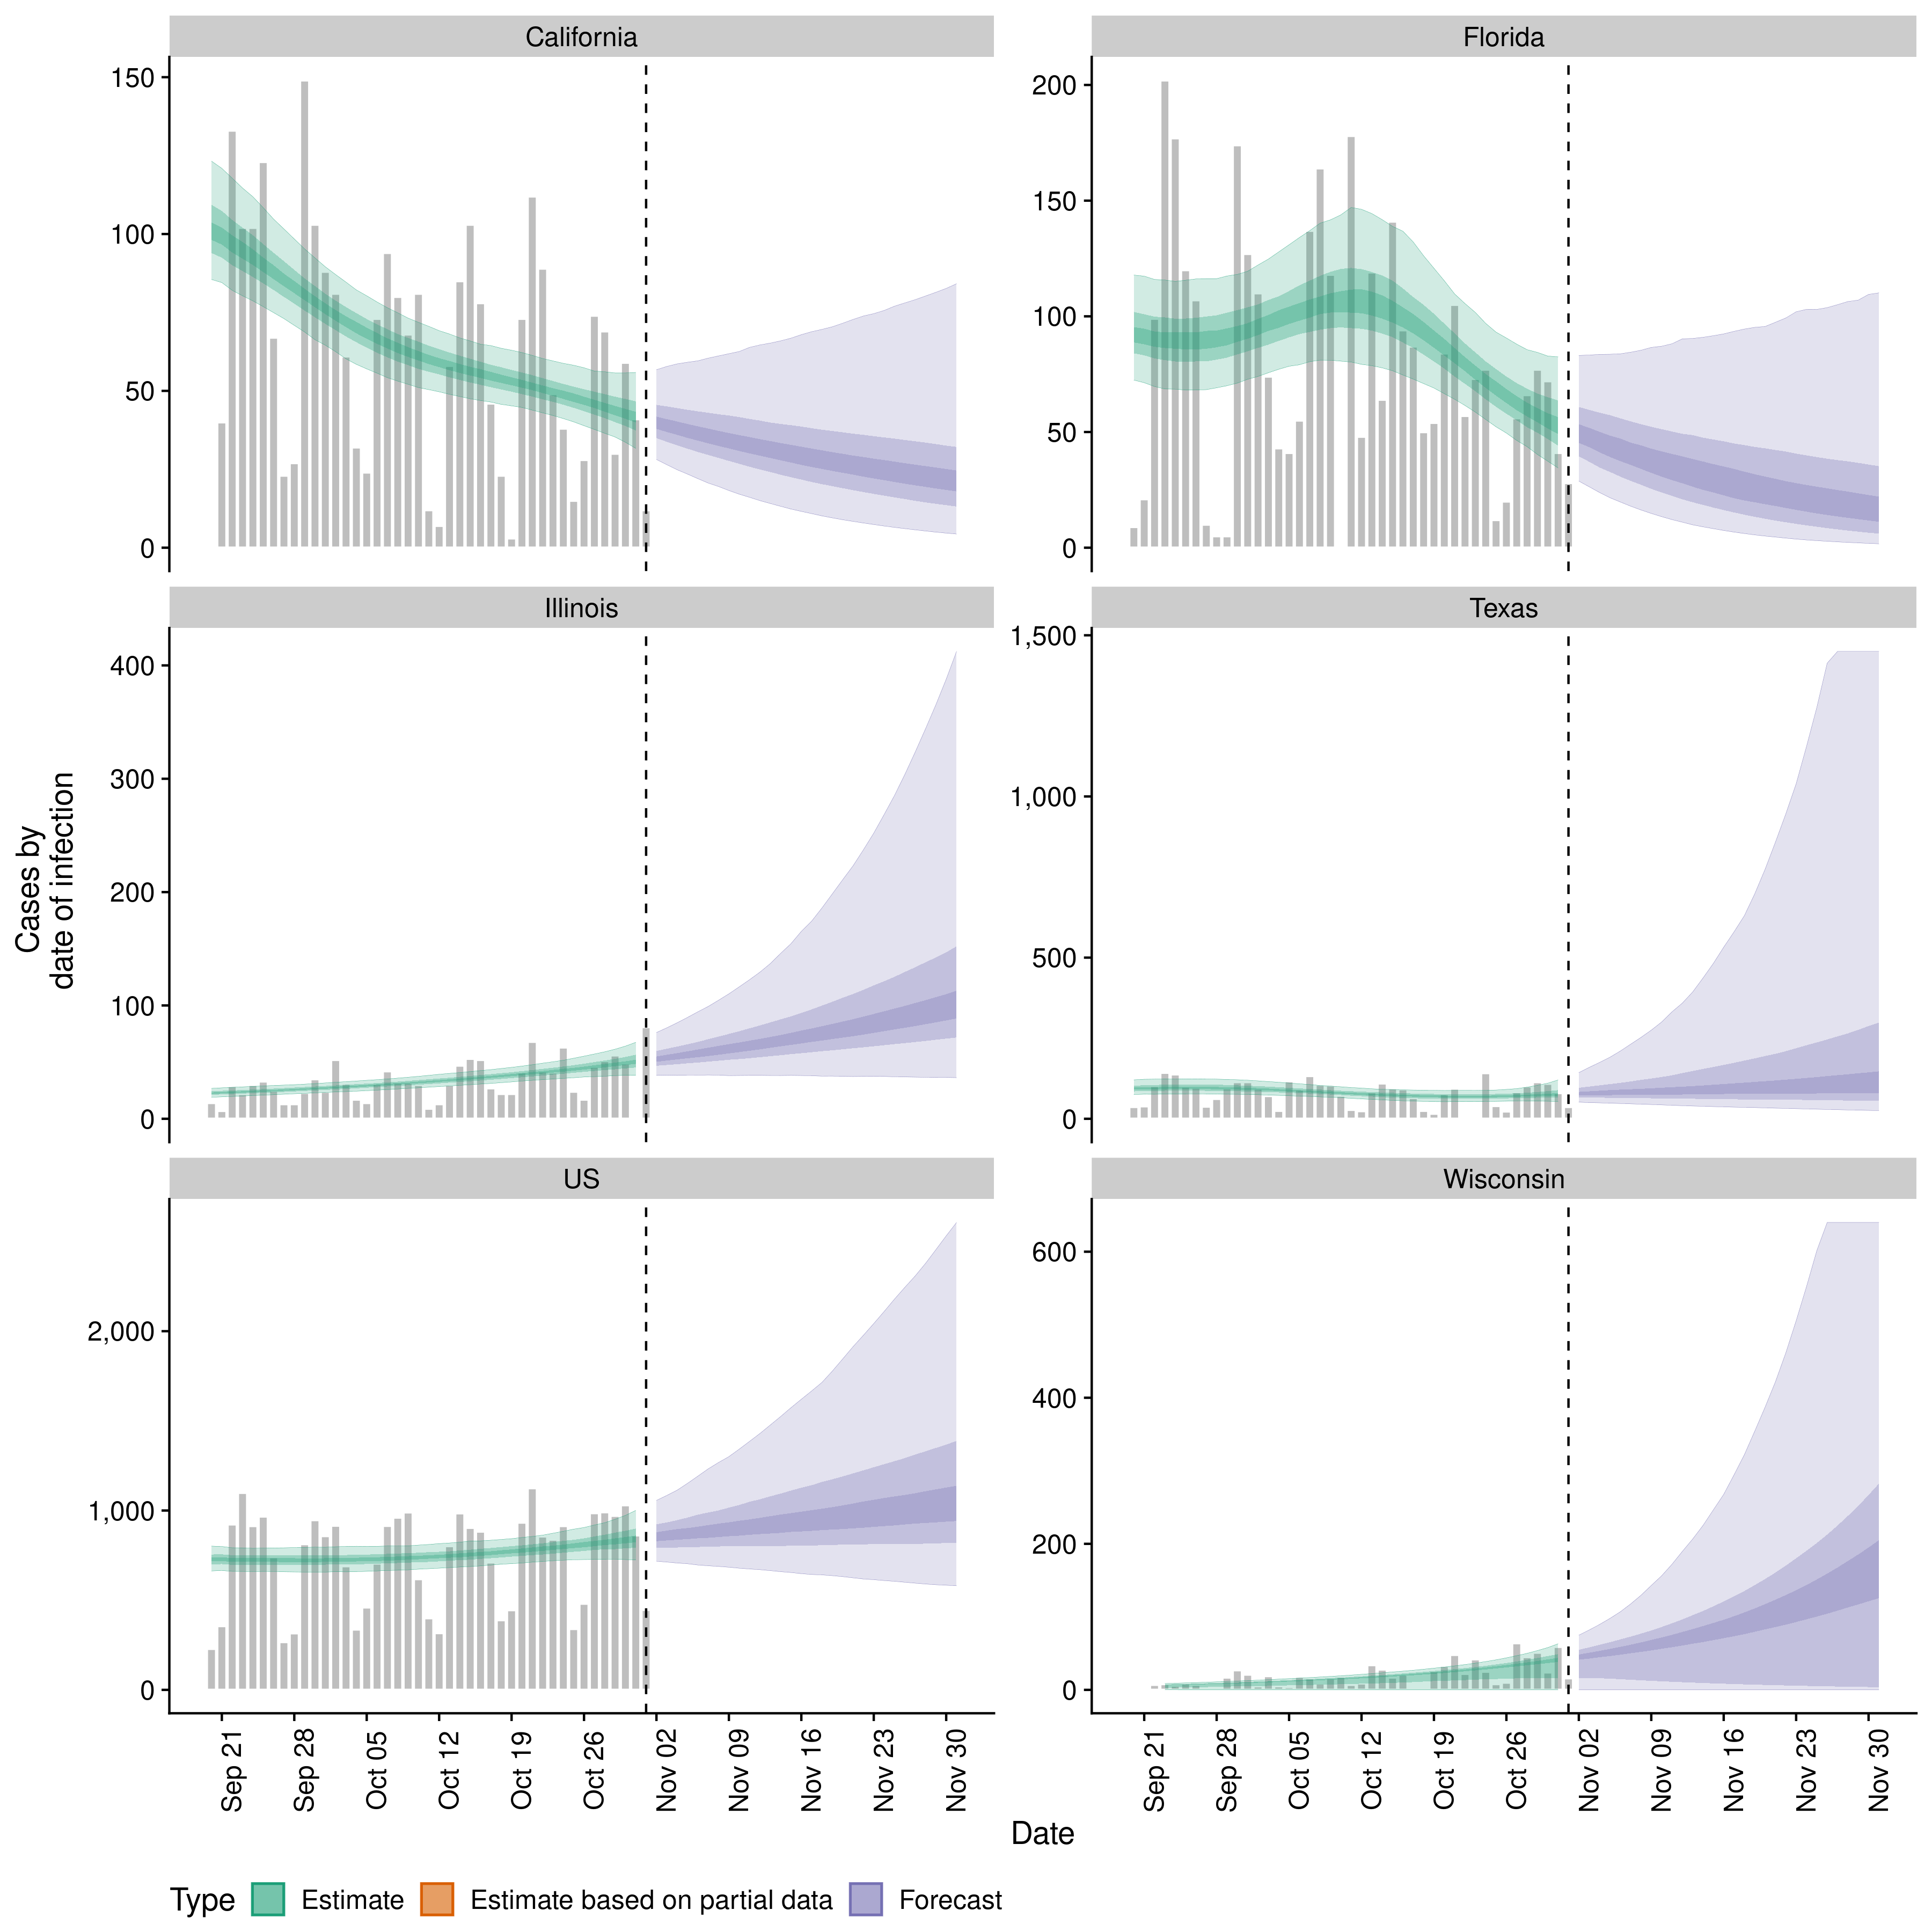 California
Florida
150
100
50
0
200
150
100
50
0
Illinois
Texas
400
300
200
100
0
1,500
1,000
500
0
Cases by
date of infection
US
Wisconsin
2,000
1,000
0
600
400
200
0
Sep 21
Sep 28
Oct 05
Oct 12
Oct 19
Oct 26
Nov 02
Nov 09
Nov 16
Nov 23
Nov 30
Sep 21
Sep 28
Oct 05
Oct 12
Oct 19
Oct 26
Nov 02
Nov 09
Nov 16
Nov 23
Nov 30
Date
Type Estimate Estimate based on partial data Forecast